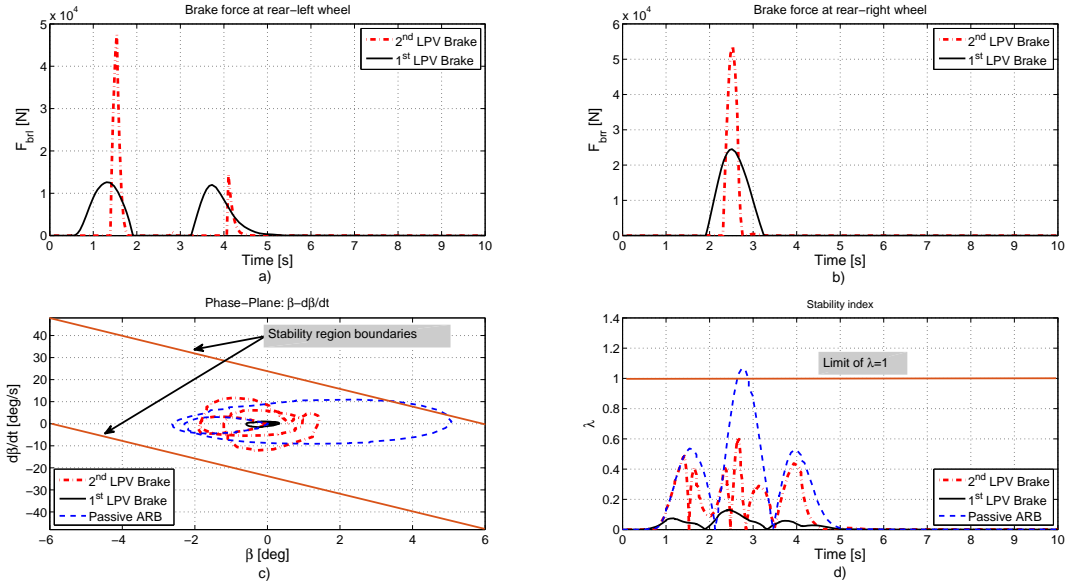 Brake force at rear−left wheel
x 10⁴
5
4
3
2
1
0
0 1 2 3 4 5 6 7 8 9 10
F_brl [N]
Time [s]
2nd LPV Brake
1st LPV Brake
a)
Brake force at rear−right wheel
x 10⁴
6
5
4
3
2
1
0
0 1 2 3 4 5 6 7 8 9 10
F_brr [N]
Time [s]
2nd LPV Brake
1st LPV Brake
b)
Phase−Plane: β−dβ/dt
Stability region boundaries
40
30
20
10
0
−10
−20
−30
−40
−6 −4 −2 0 2 4 6
dβ/dt [deg/s]
β [deg]
2nd LPV Brake
1st LPV Brake
Passive ARB
c)
Stability index
Limit of λ=1
1.4
1.2
1
0.8
0.6
0.4
0.2
0
0 1 2 3 4 5 6 7 8 9 10
λ
Time [s]
2nd LPV Brake
1st LPV Brake
Passive ARB
d)